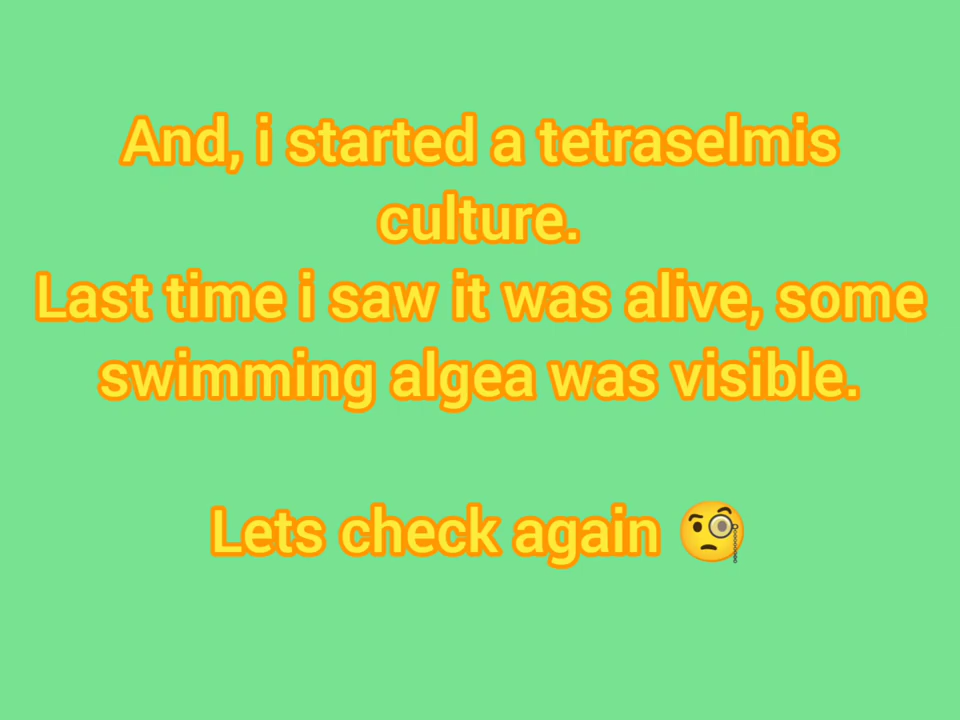 And, i started a tetraselmis
culture.
Last time i saw it was alive, some
swimming algea was visible.
Lets check again 🧐